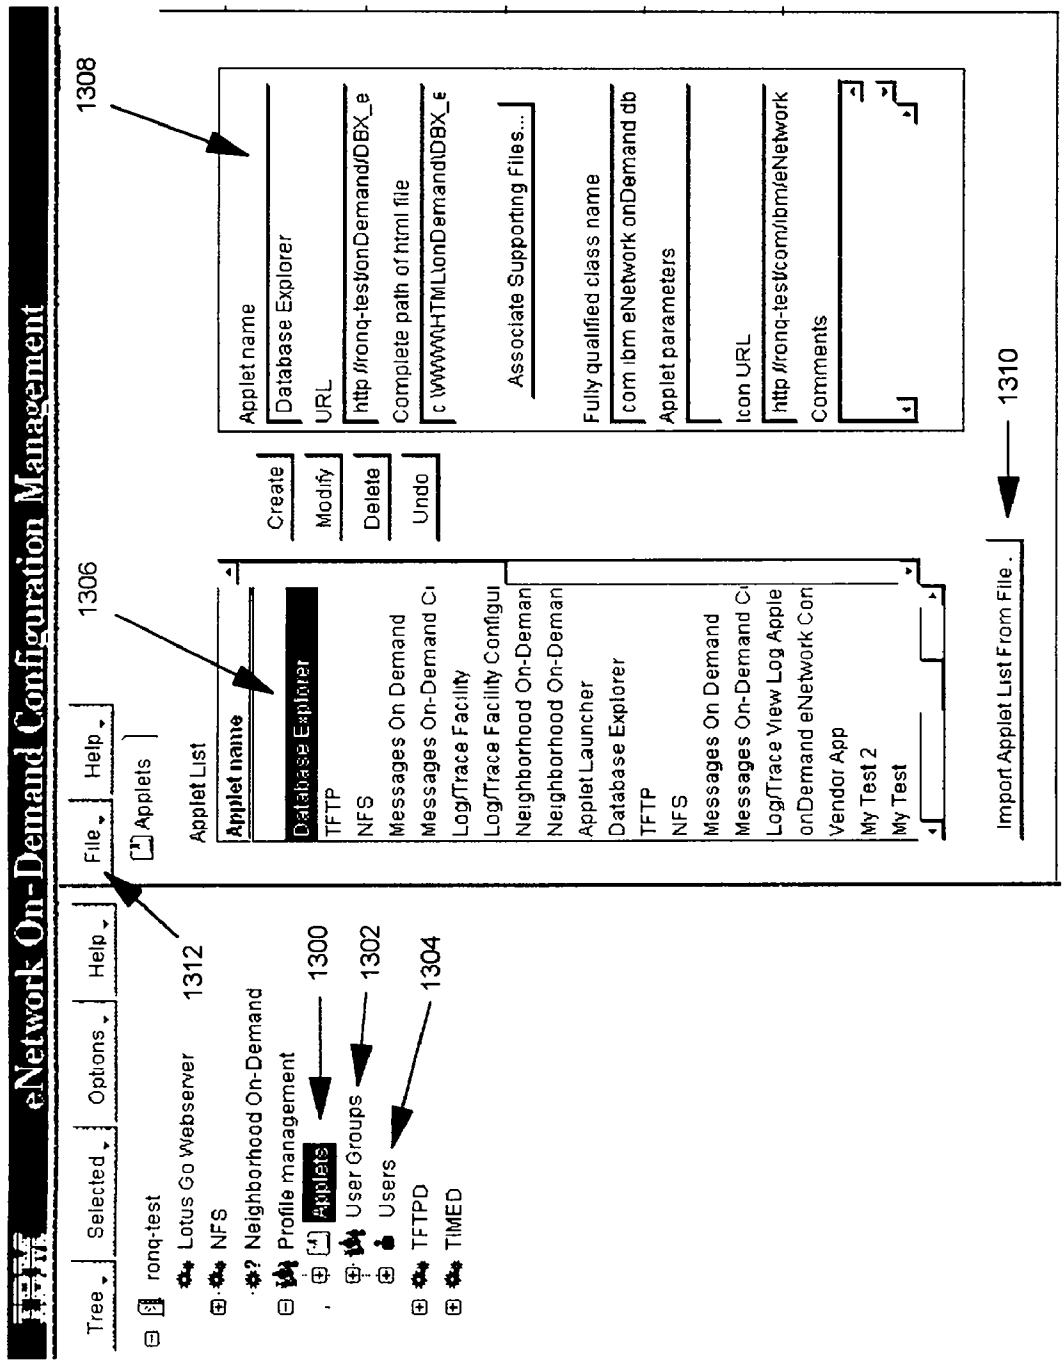 IBM eNetwork On-Demand Configuration Management
Tree Selected Options Help
ronq-test
Lotus Go Webserver
NFS
? Neighborhood On-Demand
Profile management
Applets
User Groups
Users
TFTPD
TIMED
1312
1300
1302
1304
File Help
Applets
1306
Applet List
Applet name
Database Explorer
TFTP
NFS
Messages On Demand
Messages On-Demand Ci
Log/Trace Facility
Log/Trace Facility Configui
Neighborhood On-Deman
Neighborhood On-Deman
Applet Launcher
Database Explorer
TFTP
NFS
Messages On Demand
Messages On-Demand Ci
Log/Trace View Log Apple
onDemand eNetwork Con
Vendor App
My Test 2
My Test
Import Applet List From File .
1310
Create
Modify
Delete
Undo
1308
Applet name
Database Explorer
URL
http //ronq-test/onDemand/DBX_e
Complete path of html file
c \WWW\HTML\onDemand\DBX_e
Associate Supporting Files...
Fully qualified class name
com ibm eNetwork onDemand db
Applet parameters
Icon URL
http //ronq-test/com/ibm/eNetwork
Comments